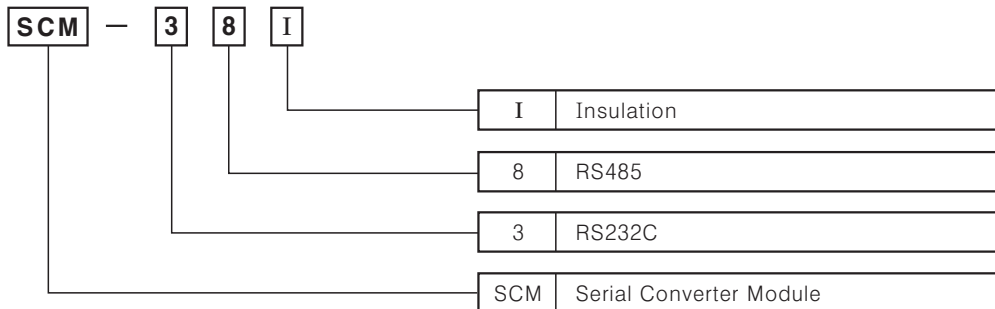 SCM — 3 8 I
I Insulation
8 RS485
3 RS232C
SCM Serial Converter Module